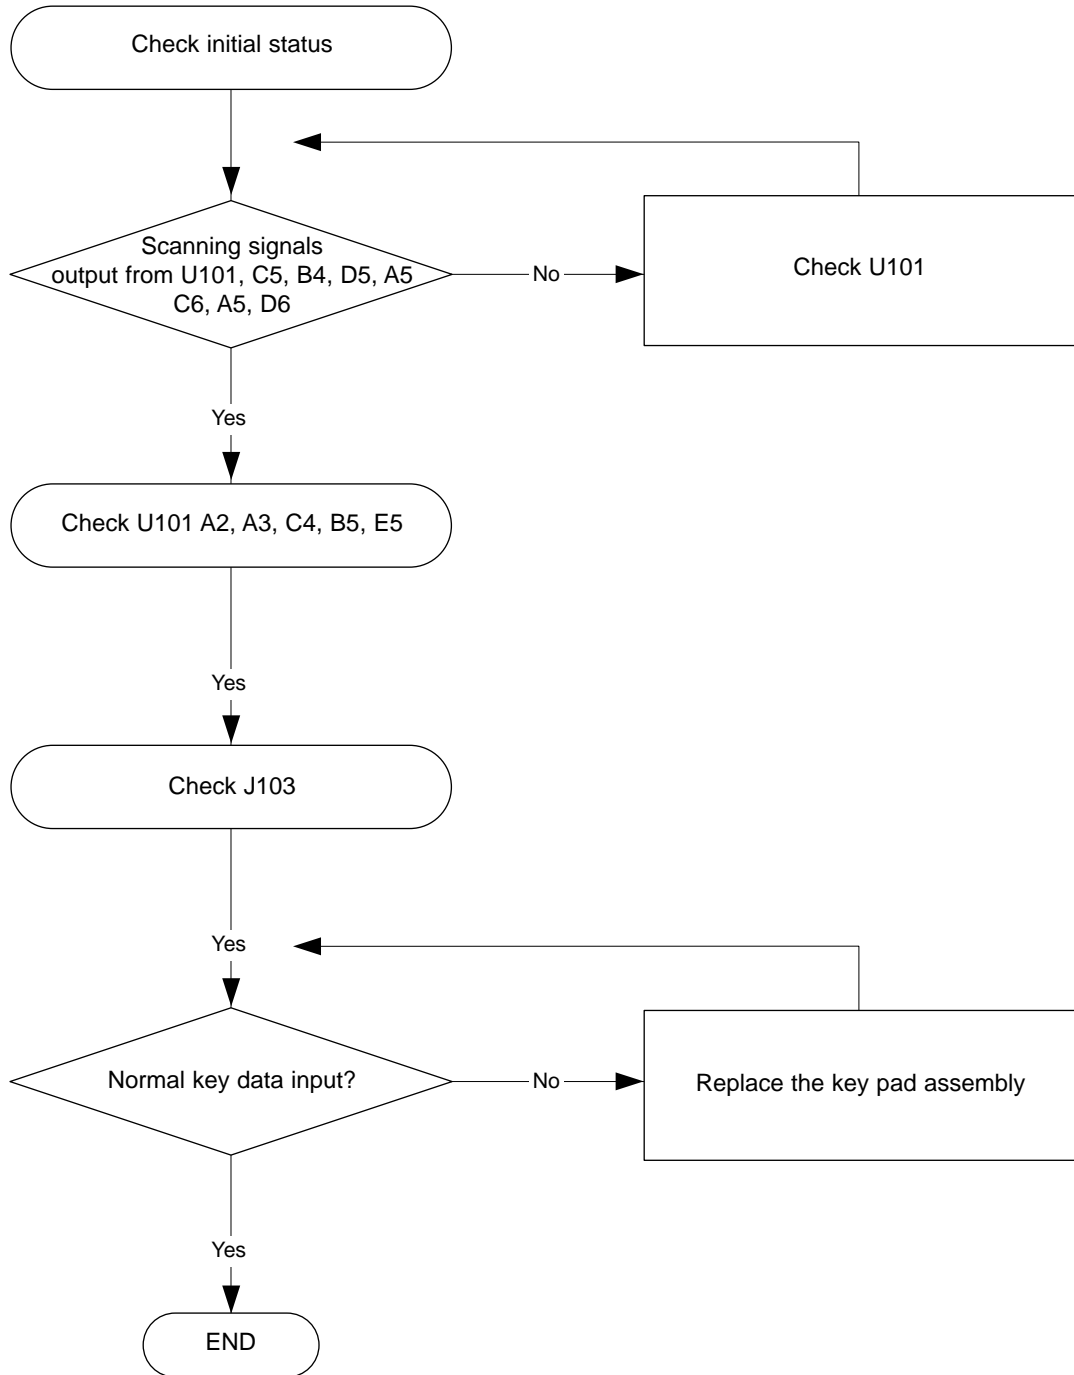 Check initial status
Scanning signals
output from U101, C5, B4, D5, A5
C6, A5, D6
No
Check U101
Yes
Check U101 A2, A3, C4, B5, E5
Yes
Check J103
Yes
Normal key data input?
No
Replace the key pad assembly
Yes
END